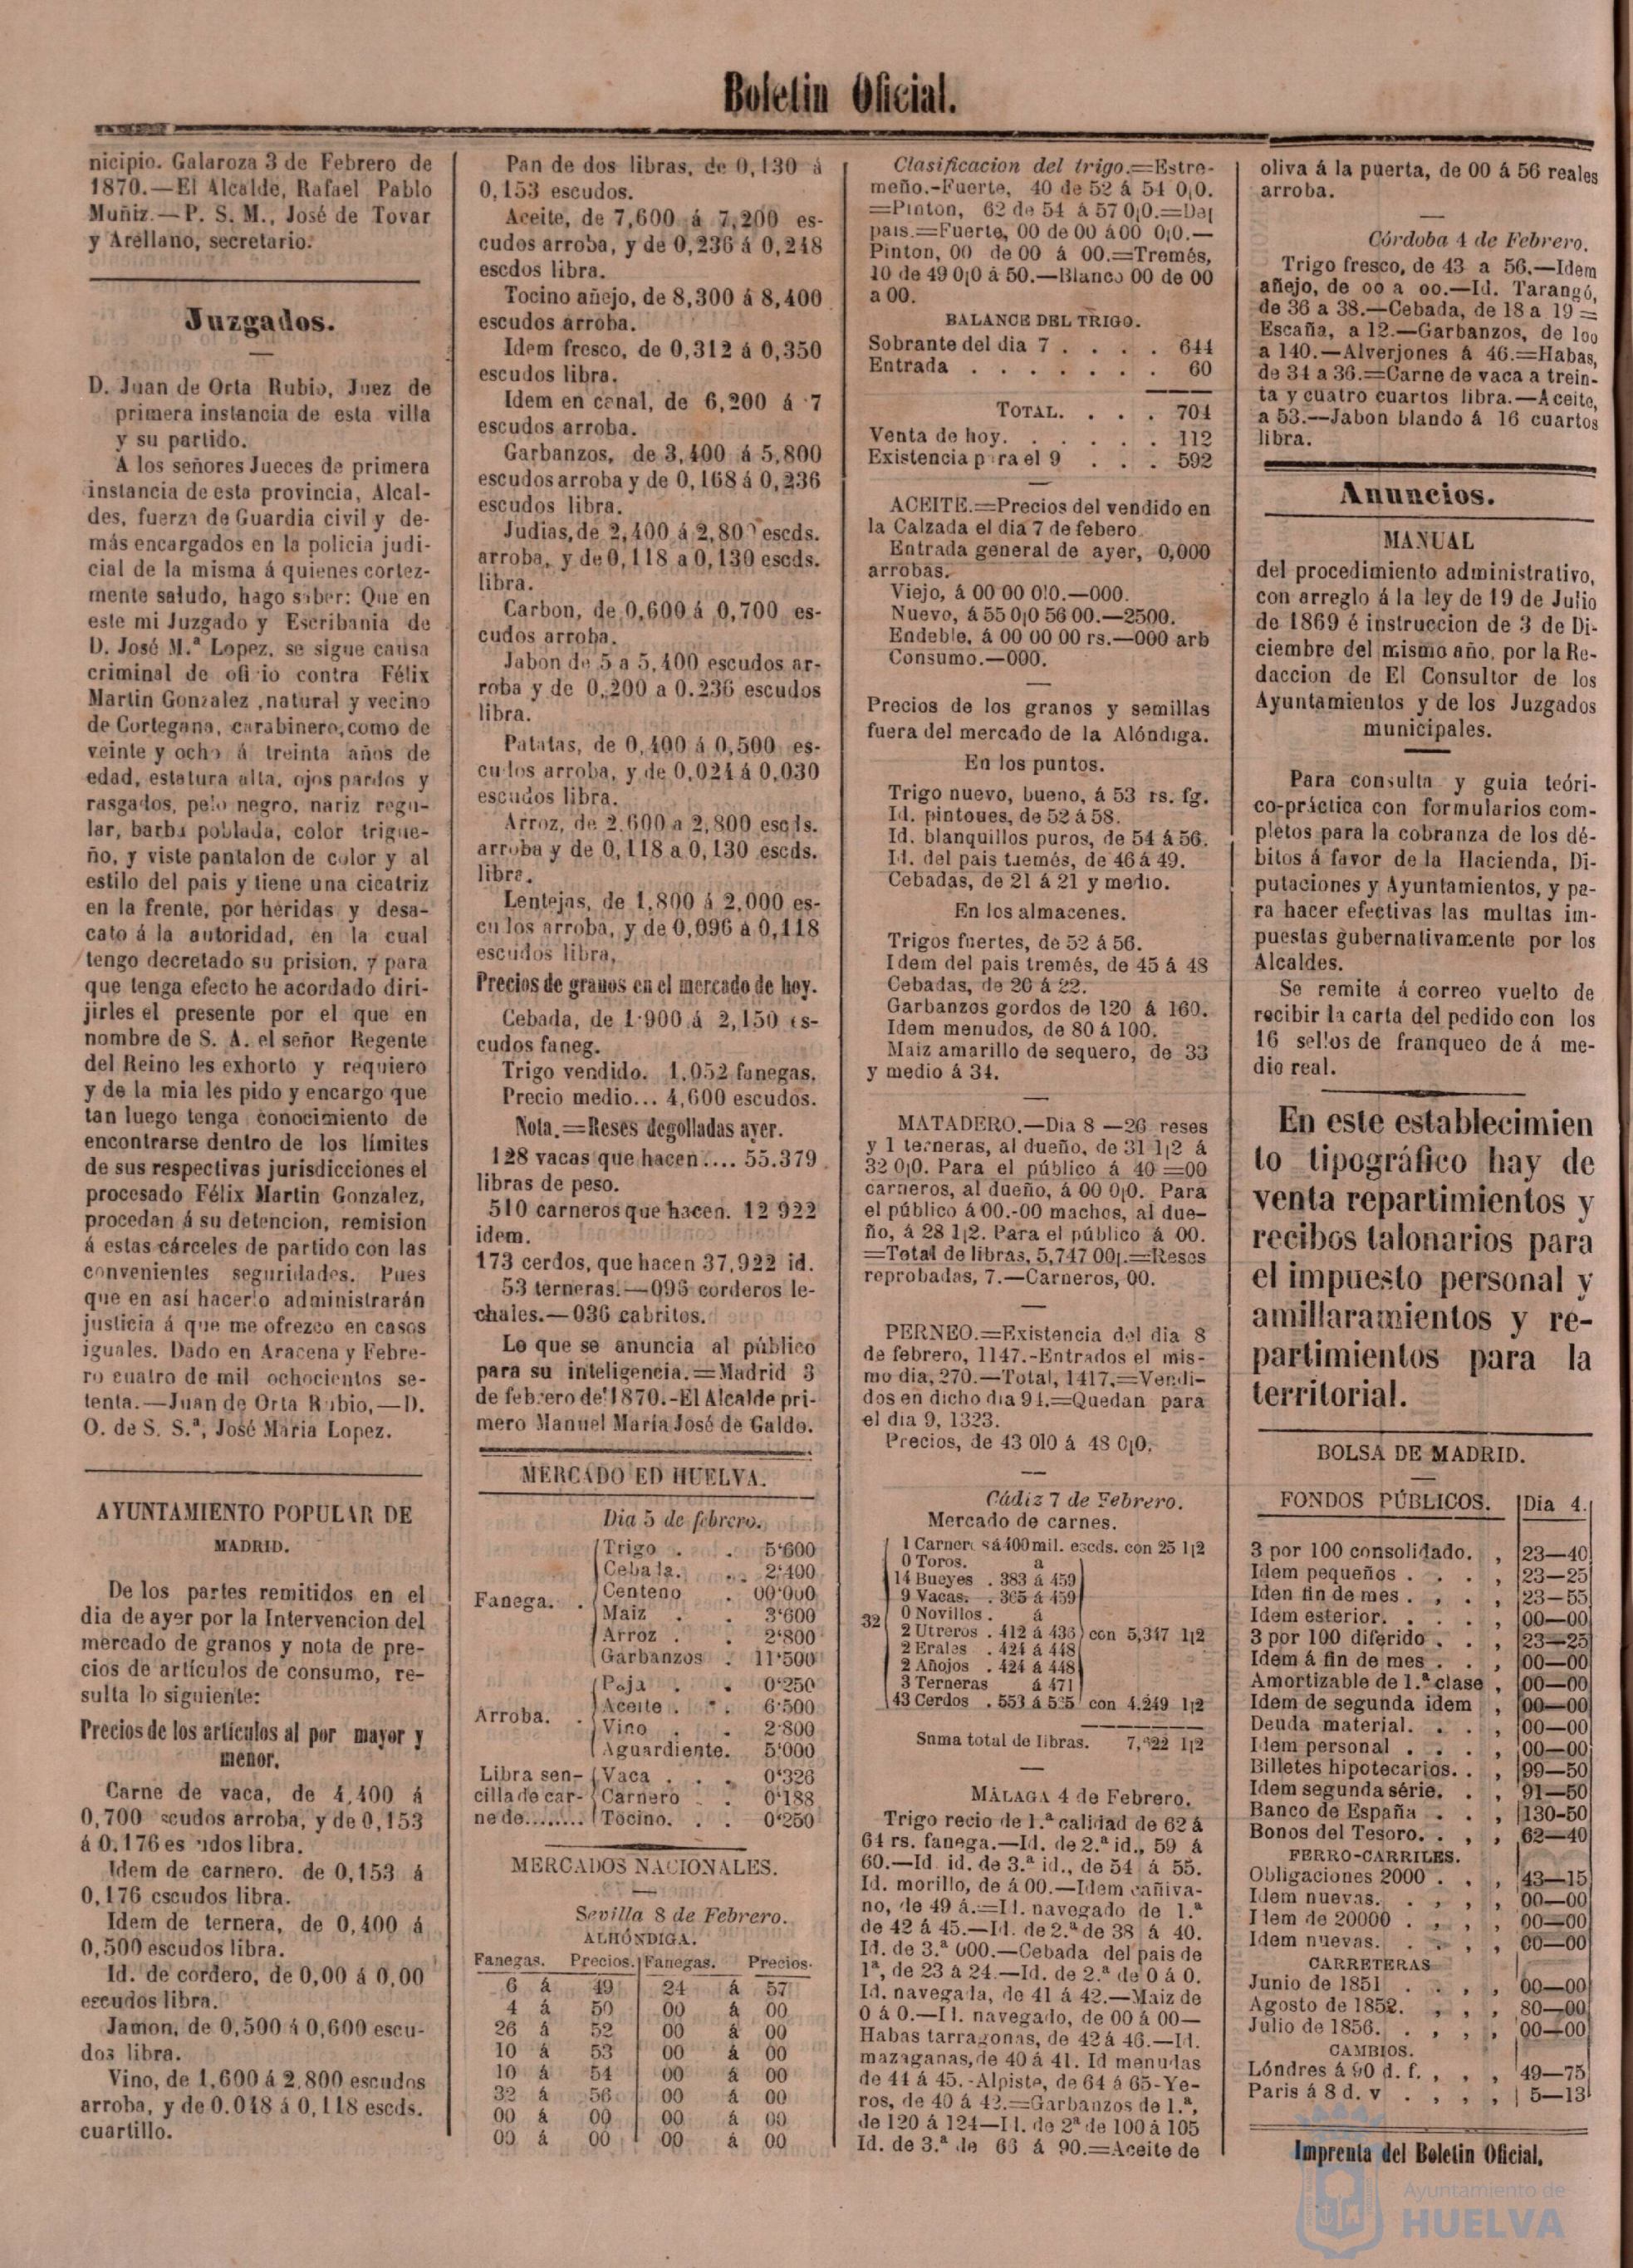 Boletin Oficial.
nicipio. Galaroza 3 de Febrero de
1870.—El Alcalde, Rafael Pablo
Muñiz.—P. S. M., José de Tovar
y Arellano, secretario.
Juzgados.
D. Juan de Orta Rubio, Juez de
primera instancia de esta villa
y su partido.
A los señores Jueces de primera
instancia de esta provincia, Alcal-
des, fuerza de Guardia civil y de-
más encargados en la policia judi-
cial de la misma á quienes cortez-
mente saludo, hago saber: Que en
este mi Juzgado y Escribania de
D. José M.ª Lopez, se sigue causa
criminal de ofi io contra Félix
Martin Gonzalez ,natural y vecino
de Cortegana, carabinero, como de
veinte y ocho á treinta años de
edad, estatura alta, ojos pardos y
rasgados, pelo negro, nariz regu-
lar, barba poblada, color trigue-
ño, y viste pantalon de color y al
estilo del pais y tiene una cicatriz
en la frente, por heridas y desa-
cato á la autoridad, en la cual
tengo decretado su prision, y para
que tenga efecto he acordado diri-
jirles el presente por el que en
nombre de S. A. el señor Regente
del Reino les exhorto y requiero
y de la mia les pido y encargo que
tan luego tenga conocimiento de
encontrarse dentro de los límites
de sus respectivas jurisdicciones el
procesado Félix Martin Gonzalez,
procedan á su detencion, remision
á estas cárceles de partido con las
convenientes seguridades. Pues
que en así hacerlo administrarán
justicia á que me ofrezco en casos
iguales. Dado en Aracena y Febre-
ro cuatro de mil ochocientos se-
tenta.—Juan de Orta Rubio,—D.
O. de S. S.ª, José Maria Lopez.
AYUNTAMIENTO POPULAR DE
MADRID.
De los partes remitidos en el
dia de ayer por la Intervencion del
mercado de granos y nota de pre-
cios de artículos de consumo, re-
sulta lo siguiente:
Precios de los artículos al por mayor y
menor.
Carne de vaca, de 4,400 á
0,700 scudos arroba, y de 0,153
á 0,176 es udos libra.
Idem de carnero. de 0,153 á
0,176 escudos libra.
Idem de ternera, de 0,400 á
0,500 escudos libra.
Id. de cordero, de 0,00 á 0,00
escudos libra.
Jamon, de 0,500 á 0,600 escu-
dos libra.
Vino, de 1,600 á 2,800 escudos
arroba, y de 0.048 á 0,118 escds.
cuartillo.
Pan de dos libras, de 0,130 á
0,153 escudos.
Aceite, de 7,600 á 7,200 es-
cudos arroba, y de 0,236 á 0,248
escdos libra.
Tocino añejo, de 8,300 á 8,400
escudos arroba.
Idem fresco, de 0,312 á 0,350
escudos libra.
Idem en canal, de 6,200 á 7
escudos arroba.
Garbanzos, de 3,400 á 5,800
escudos arroba y de 0,168 á 0,236
escudos libra.
Judias, de 2,400 á 2,80 escds.
arroba, y de 0,118 a 0,130 escds.
libra.
Carbon, de 0,600 á 0,700 es-
cudos arroba.
Jabon de 5 a 5,400 escudos ar-
roba y de 0,200 a 0.236 escudos
libra.
Patatas, de 0,400 á 0,500 es-
cu los arroba, y de 0,024 á 0,030
escudos libra.
Arroz, de 2.600 a 2,800 escds.
arroba y de 0,118 a 0,130 escds.
libra.
Lentejas, de 1,800 á 2,000 es-
cu los arroba, y de 0,096 a 0,118
escudos libra,
Precios de granos en el mercado de hoy.
Cebada, de 1·900 á 2,150 es-
cudos faneg.
Trigo vendido. 1,052 fanegas.
Precio medio... 4,600 escudos.
Nota.=Reses degolladas ayer.
128 vacas que hacen.... 55.379
libras de peso.
510 carneros que hacen. 12 922
idem.
173 cerdos, que hacen 37,922 id.
53 terneras.—095 corderos le-
chales.—036 cabritos.
Lo que se anuncia al público
para su inteligencia.=Madrid 3
de febrero de 1870.-El Alcalde pri-
mero Manuel María José de Galdo.
MERCADO ED HUELVA.
Dia 5 de febrero.
Fanega. . Trigo . . 5‘600
Cebada. . 2‘400
Centeno . 00‘000
Maiz . . 3‘600
Arroz . . 2‘800
Garbanzos . 11‘500
Arroba. . Paja . . 0‘250
Aceite . . 6‘500
Vino . . 2‘800
Aguardiente. 5‘000
Libra sen- Vaca . . . 0‘326
cilla de car- Carnero . . 0‘188
ne de........ Tocino. . . 0‘250
MERCADOS NACIONALES.
Sevilla 8 de Febrero.
ALHÓNDIGA.
Fanegas. Precios. Fanegas. Precios.
6 á 49 24 á 57
4 á 50 00 á 00
26 á 52 00 á 00
10 á 53 00 á 00
10 á 54 00 á 00
32 á 56 00 á 00
00 á 00 00 á 00
00 á 00 00 á 00
Clasificacion del trigo.=Estre-
meño.-Fuerte, 40 de 52 á 54 0¡0.
=Pinton, 62 de 54 á 57 0¡0.=Del
pais.=Fuerte, 00 de 00 á 00 0¡0.—
Pinton, 00 de 00 á 00.=Tremés,
10 de 49 0¡0 á 50.—Blanco 00 de 00
a 00.
BALANCE DEL TRIGO.
Sobrante del dia 7 . . . . 644
Entrada . . . . . . . 60
TOTAL. . . . 704
Venta de hoy. . . . . . 112
Existencia p ra el 9 . . . 592
ACEITE.=Precios del vendido en
la Calzada el dia 7 de febero
Entrada general de ayer, 0,000
arrobas.
Viejo, á 00 00 0!0.—000.
Nuevo, á 55 0¡0 56 00.—2500.
Endeble, á 00 00 00 rs.—000 arb
Consumo.—000.
Precios de los granos y semillas
fuera del mercado de la Alóndiga.
En los puntos.
Trigo nuevo, bueno, á 53 rs. fg.
Id. pintoues, de 52 á 58.
Id. blanquillos puros, de 54 á 56.
Id. del pais tremés, de 46 á 49.
Cebadas, de 21 á 21 y medio.
En los almacenes.
Trigos fuertes, de 52 á 56.
Idem del pais tremés, de 45 á 48
Cebadas, de 20 á 22.
Garbanzos gordos de 120 á 160.
Idem menudos, de 80 á 100.
Maiz amarillo de sequero, de 33
y medio á 34.
MATADERO.—Dia 8 —26 reses
y 1 terneras, al dueño, de 31 1¡2 á
32 0¡0. Para el público á 40 =00
carneros, al dueño, á 00 0¡0. Para
el público á 00.-00 machos, al due-
ño, á 28 1¡2. Para el público á 00.
=Total de libras, 5,747 00¡.=Reses
reprobadas, 7.—Carneros, 00.
PERNEO.=Existencia del dia 8
de febrero, 1147.-Entrados el mis-
mo dia, 270.—Total, 1417.=Vendi-
dos en dicho dia 94.=Quedan para
el dia 9, 1323.
Precios, de 43 010 á 48 0¡0.
Cádiz 7 de Febrero.
Mercado de carnes.
1 Carner s á 400 mil. escds. con 25 1¡2
0 Toros. a
14 Bueyes . 383 á 459
9 Vacas. . 365 á 459
0 Novillos . á
32 2 Utreros . 412 á 436 con 5,347 1¡2
2 Erales . 424 á 448
2 Añojos . 424 á 448
3 Terneras á 471
43 Cerdos . 553 á 5 5 con 4.249 1¡2
Suma total de libras. 7, 22 1¡2
MÁLAGA 4 de Febrero.
Trigo recio de 1.ª calidad de 62 á
64 rs. fanega.—Id. de 2.ª id., 59 á
60.—Id. id. de 3.ª id., de 54 á 55.
Id. morillo, de á 00.—Idem cañiva-
no, de 49 á.=Id. navegado de 1.ª
de 42 á 45.—Id. de 2.ª de 38 á 40.
Id. de 3.ª 000.—Cebada del pais de
1ª, de 23 á 24.—Id. de 2.ª de 0 á 0.
Id. navegada, de 41 á 42.—Maiz de
0 á 0.—Id. navegado, de 00 á 00—
Habas tarragonas, de 42 á 46.—Id.
mazaganas, de 40 á 41. Id menudas
de 44 á 45.-Alpiste, de 64 á 65-Ye-
ros, de 40 á 42.=Garbanzos de 1.ª,
de 120 á 124—Id. de 2ª de 100 á 105
Id. de 3.ª de 66 á 90.=Aceite de
oliva á la puerta, de 00 á 56 reales
arroba.
Córdoba 4 de Febrero.
Trigo fresco, de 43 a 56.—Idem
añejo, de oo a oo.—Id. Tarangó,
de 36 a 38.—Cebada, de 18 a 19 =
Escaña, a 12.—Garbanzos, de 1oo
a 140.—Alverjones á 46.=Habas,
de 34 a 36.=Carne de vaca a trein-
ta y cuatro cuartos libra.—Aceite,
a 53.—Jabon blando á 16 cuartos
libra.
Anuncios.
MANUAL
del procedimiento administrativo,
con arreglo á la ley de 19 de Julio
de 1869 é instruccion de 3 de Di-
ciembre del mismo año, por la Re-
daccion de El Consultor de los
Ayuntamientos y de los Juzgados
municipales.
Para consulta y guia teóri-
co-práctica con formularios com-
pletos para la cobranza de los dé-
bitos á favor de la Hacienda, Di-
putaciones y Ayuntamientos, y pa-
ra hacer efectivas las multas im-
puestas gubernativamente por los
Alcaldes.
Se remite á correo vuelto de
recibir la carta del pedido con los
16 sellos de franqueo de á me-
dio real.
En este establecimien
to tipográfico hay de
venta repartimientos y
recibos talonarios para
el impuesto personal y
amillaramientos y re-
partimientos para la
territorial.
BOLSA DE MADRID.
FONDOS PÚBLICOS. Dia 4.
3 por 100 consolidado. , 23—40
Idem pequeños . . . , 23—25
Iden fin de mes . . . , 23—55
Idem esterior. . . . , 00—00
3 por 100 diferido . . , 23—25
Idem á fin de mes . . , 00—00
Amortizable de 1.ª clase , 00—00
Idem de segunda idem , 00—00
Deuda material. . . , 00—00
Idem personal . . . , 00—00
Billetes hipotecarios. . , 99—50
Idem segunda série. . , 91—50
Banco de España . . , 130-50
Bonos del Tesoro. . , , 62—40
FERRO-CARRILES.
Obligaciones 2000 . . , 43—15
Idem nuevas. . , , , 00—00
Idem de 20000 . , , , 00—00
Idem nuevas. . . , , 00—00
CARRETERAS
Junio de 1851 . . , , 00—00
Agosto de 1852. , , , 80—00
Julio de 1856. . , , , 00—00
CAMBIOS.
Lóndres á 90 d. f. , , , 49—75
Paris á 8 d. v . , , , 5—13
Imprenta del Boletin Oficial.
Ayuntamiento de
HUELVA